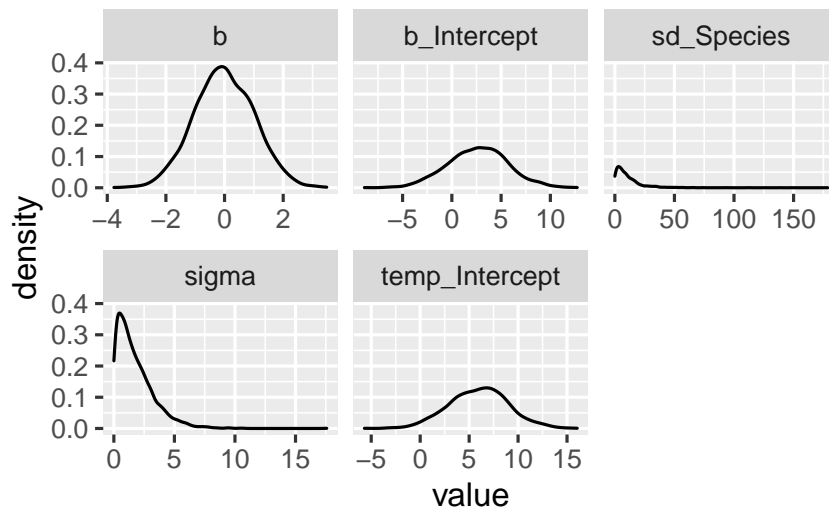 b b_Intercept sd_Species
0.4
0.3
0.2
0.1
0.0
−4 −2 0 2 −5 0 5 10 0 50 100 150
density
sigma temp_Intercept
0.4
0.3
0.2
0.1
0.0
0 5 10 15 −5 0 5 10 15
value